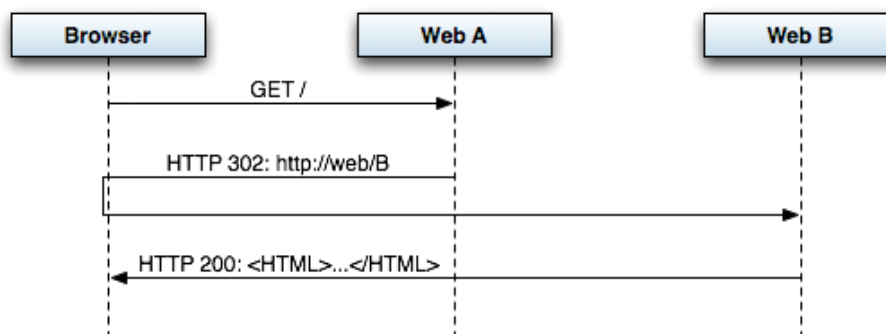 Browser
Web A
Web B
GET /
HTTP 302: http://web/B
HTTP 200: <HTML>...</HTML>